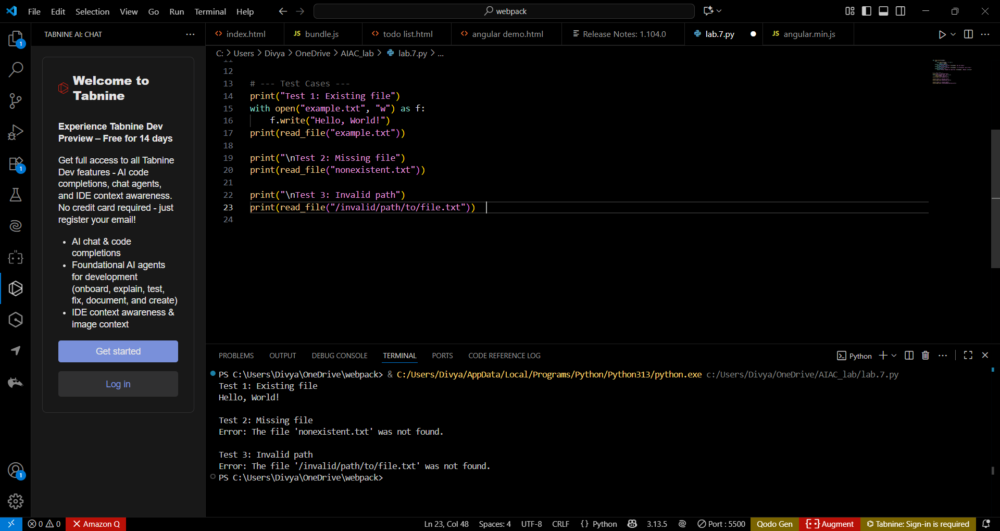 File Edit Selection View Go Run Terminal Help
webpack
TABNINE AI: CHAT
index.html
JS bundle.js
todo list.html
angular demo.html
Release Notes: 1.104.0
lab.7.py
JS angular.min.js
C: > Users > Divya > OneDrive > AIAC_lab > lab.7.py > ...
Welcome to
Tabnine
Experience Tabnine Dev
Preview – Free for 14 days
Get full access to all Tabnine
Dev features - AI code
completions, chat agents,
and IDE context awareness.
No credit card required - just
register your email!
• AI chat & code
completions
• Foundational AI agents
for development
(onboard, explain, test,
fix, document, and create)
• IDE context awareness &
image context
Get started
Log in
1
1
1
11
12
13 # --- Test Cases ---
14 print("Test 1: Existing file")
15 with open("example.txt", "w") as f:
16     f.write("Hello, World!")
17 print(read_file("example.txt"))
18
19 print("\nTest 2: Missing file")
20 print(read_file("nonexistent.txt"))
21
22 print("\nTest 3: Invalid path")
23 print(read_file("/invalid/path/to/file.txt"))
24
PROBLEMS OUTPUT DEBUG CONSOLE TERMINAL PORTS CODE REFERENCE LOG
Python
PS C:\Users\Divya\OneDrive\webpack> & C:/Users/Divya/AppData/Local/Programs/Python/Python313/python.exe c:/Users/Divya/OneDrive/AIAC_lab/lab.7.py
Test 1: Existing file
Hello, World!
Test 2: Missing file
Error: The file 'nonexistent.txt' was not found.
Test 3: Invalid path
Error: The file '/invalid/path/to/file.txt' was not found.
PS C:\Users\Divya\OneDrive\webpack>
0 0
Amazon Q
Ln 23, Col 48
Spaces: 4
UTF-8
CRLF
{} Python
3.13.5
Port : 5500
Qodo Gen
Augment
Tabnine: Sign-in is required